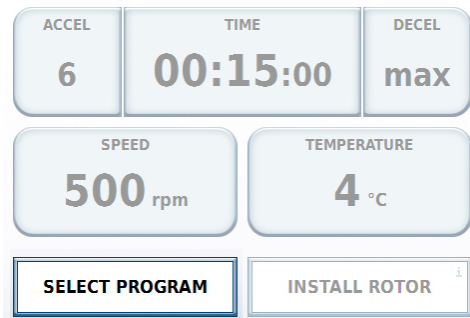 ACCEL TIME DECEL
6 00:15:00 max
SPEED TEMPERATURE
500 rpm 4 °C
i
SELECT PROGRAM INSTALL ROTOR